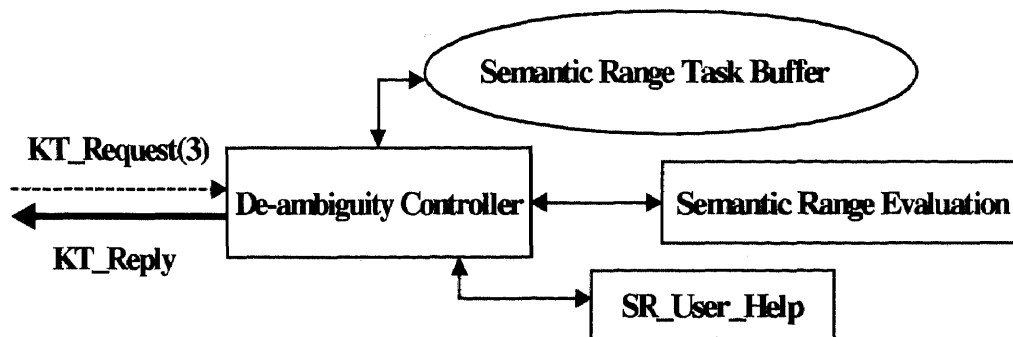 Semantic Range Task Buffer
KT_Request(3)
De-ambiguity Controller
Semantic Range Evaluation
KT_Reply
SR_User_Help